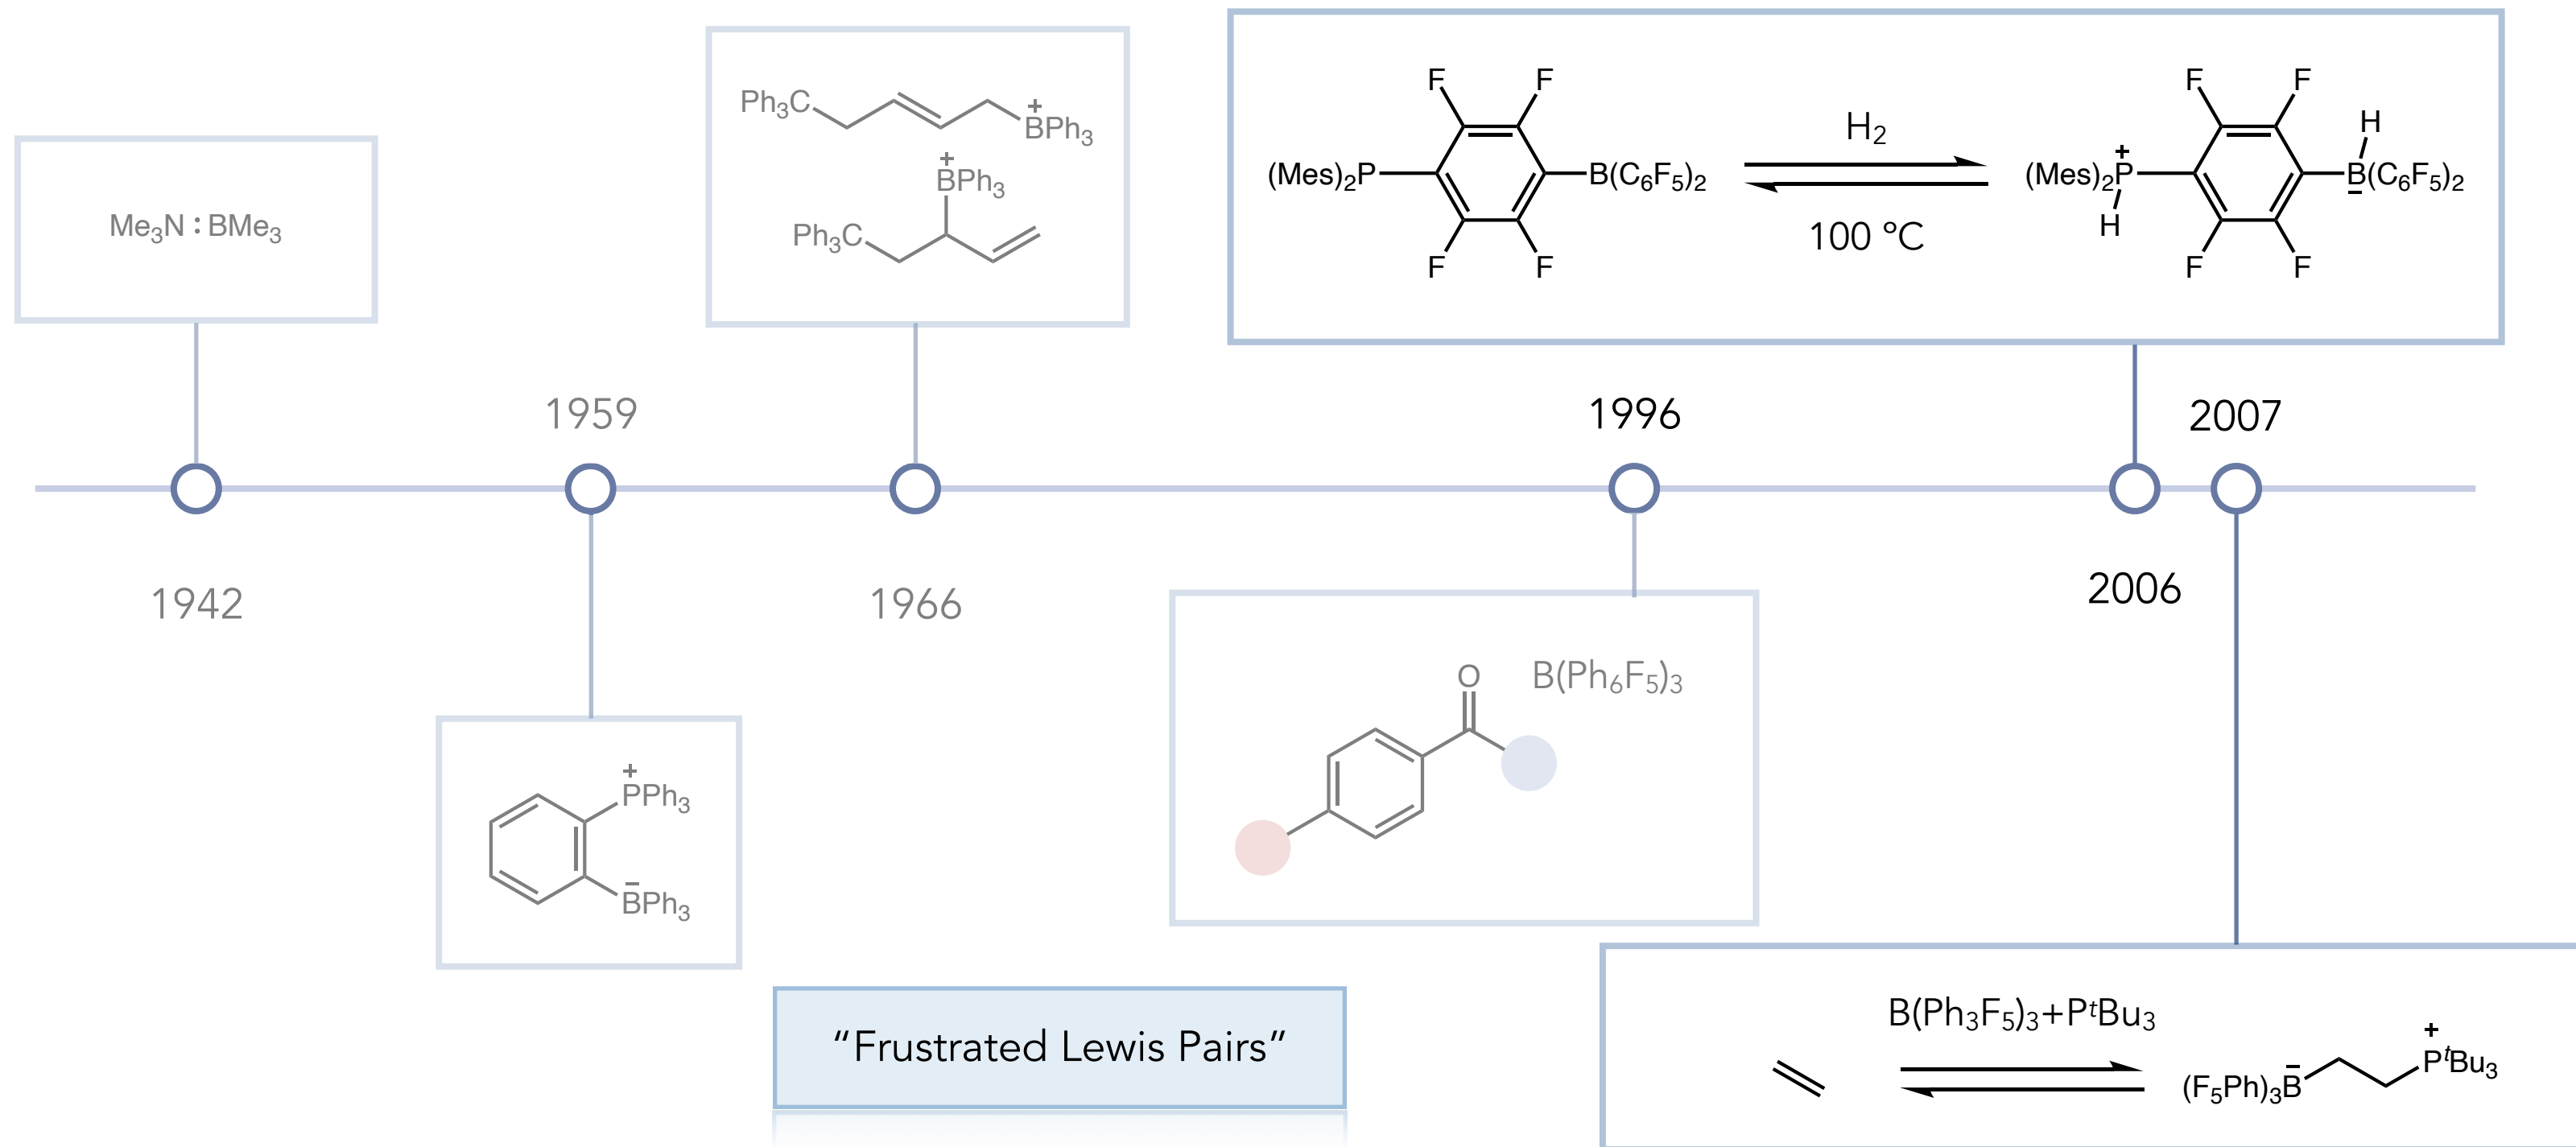 Me₃N : BMe₃
1942
1959
PPh₃
+
BPh₃
−
Ph₃C
+
BPh₃
+
BPh₃
Ph₃C
1966
1996
O
B(Ph₆F₅)₃
F F
(Mes)₂P
B(C₆F₅)₂
F F
H₂
100 °C
F F
H
(Mes)₂P
+
H
B(C₆F₅)₂
−
F F
2006
2007
B(Ph₃F₅)₃+PᵗBu₃
(F₅Ph)₃B
−
+
PᵗBu₃
“Frustrated Lewis Pairs”